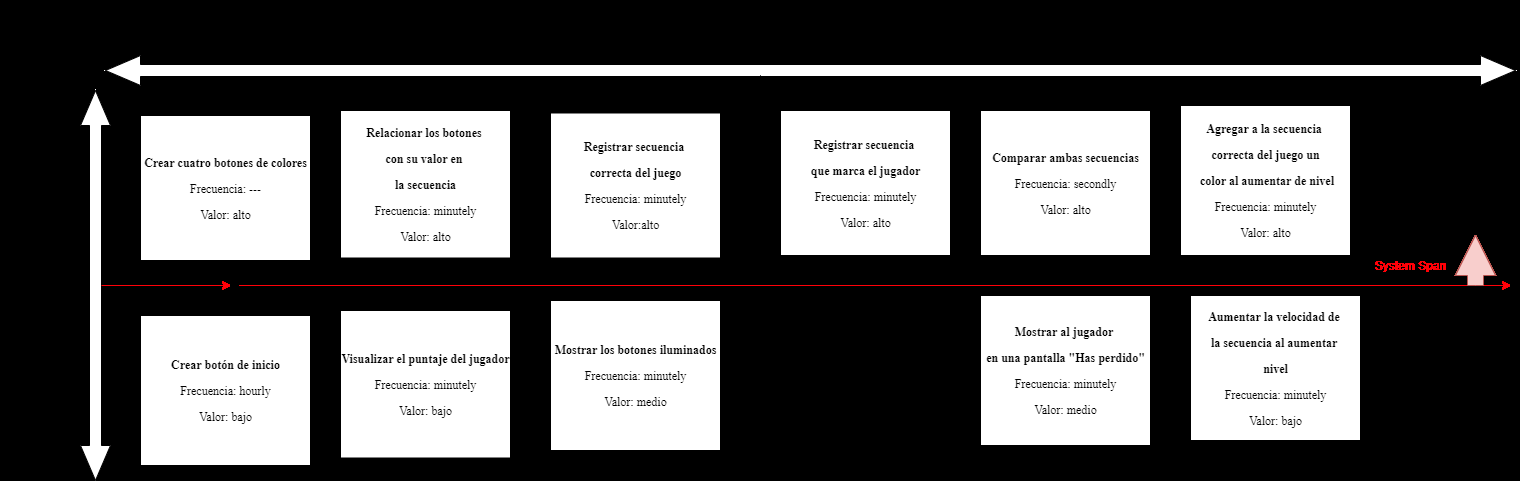 Crear cuatro botones de colores
Frecuencia: ---
Valor: alto
Relacionar los botones
con su valor en
la secuencia
Frecuencia: minutely
Valor: alto
Registrar secuencia
correcta del juego
Frecuencia: minutely
Valor:alto
Registrar secuencia
que marca el jugador
Frecuencia: minutely
Valor: alto
Comparar ambas secuencias
Frecuencia: secondly
Valor: alto
Agregar a la secuencia
correcta del juego un
color al aumentar de nivel
Frecuencia: minutely
Valor: alto
System Span
Crear botón de inicio
Frecuencia: hourly
Valor: bajo
Visualizar el puntaje del jugador
Frecuencia: minutely
Valor: bajo
Mostrar los botones iluminados
Frecuencia: minutely
Valor: medio
Mostrar al jugador
en una pantalla "Has perdido"
Frecuencia: minutely
Valor: medio
Aumentar la velocidad de
la secuencia al aumentar
nivel
Frecuencia: minutely
Valor: bajo